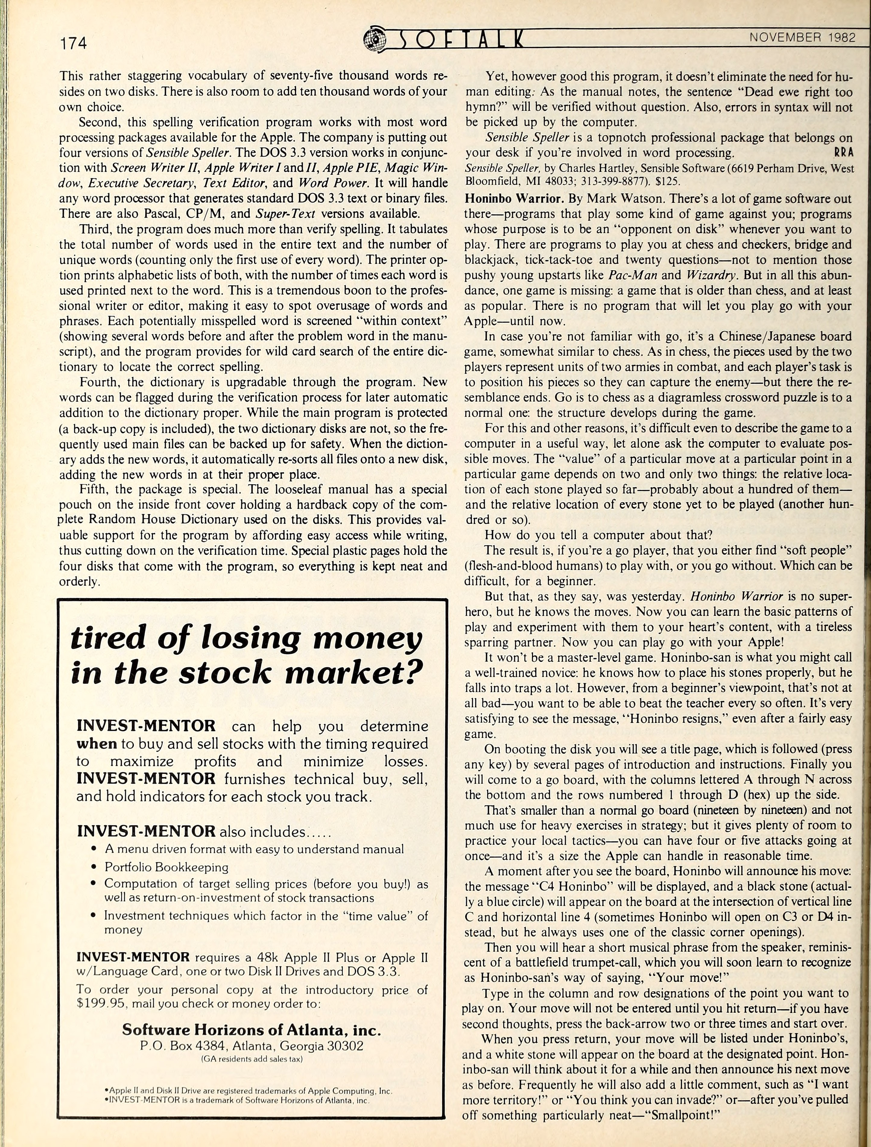 174
SOFTALK
NOVEMBER 1982
This rather staggering vocabulary of seventy-five thousand words re-
sides on two disks. There is also room to add ten thousand words of your
own choice.
Second, this spelling verification program works with most word
processing packages available for the Apple. The company is putting out
four versions of Sensible Speller. The DOS 3.3 version works in conjunc-
tion with Screen Writer II, Apple Writer I and II, Apple PIE, Magic Win-
dow, Executive Secretary, Text Editor, and Word Power. It will handle
any word processor that generates standard DOS 3.3 text or binary files.
There are also Pascal, CP/M, and Super-Text versions available.
Third, the program does much more than verify spelling. It tabulates
the total number of words used in the entire text and the number of
unique words (counting only the first use of every word). The printer op-
tion prints alphabetic lists of both, with the number of times each word is
used printed next to the word. This is a tremendous boon to the profes-
sional writer or editor, making it easy to spot overusage of words and
phrases. Each potentially misspelled word is screened "within context"
(showing several words before and after the problem word in the manu-
script), and the program provides for wild card search of the entire dic-
tionary to locate the correct spelling.
Fourth, the dictionary is upgradable through the program. New
words can be flagged during the verification process for later automatic
addition to the dictionary proper. While the main program is protected
(a back-up copy is included), the two dictionary disks are not, so the fre-
quently used main files can be backed up for safety. When the diction-
ary adds the new words, it automatically re-sorts all files onto a new disk,
adding the new words in at their proper place.
Fifth, the package is special. The looseleaf manual has a special
pouch on the inside front cover holding a hardback copy of the com-
plete Random House Dictionary used on the disks. This provides val-
uable support for the program by affording easy access while writing,
thus cutting down on the verification time. Special plastic pages hold the
four disks that come with the program, so everything is kept neat and
orderly.
tired of losing money
in the stock market?
INVEST-MENTOR can help you determine
when to buy and sell stocks with the timing required
to maximize profits and minimize losses.
INVEST-MENTOR furnishes technical buy, sell,
and hold indicators for each stock you track.
INVEST-MENTOR also includes.....
• A menu driven format with easy to understand manual
• Portfolio Bookkeeping
• Computation of target selling prices (before you buy!) as
well as return-on-investment of stock transactions
• Investment techniques which factor in the "time value" of
money
INVEST-MENTOR requires a 48k Apple II Plus or Apple II
w/Language Card, one or two Disk II Drives and DOS 3.3.
To order your personal copy at the introductory price of
$199.95, mail you check or money order to:
Software Horizons of Atlanta, inc.
P.O. Box 4384, Atlanta, Georgia 30302
(GA residents add sales tax)
•Apple II and Disk II Drive are registered trademarks of Apple Computing, Inc.
•INVEST-MENTOR is a trademark of Software Horizons of Atlanta, inc.
Yet, however good this program, it doesn't eliminate the need for hu-
man editing. As the manual notes, the sentence "Dead ewe right too
hymn?" will be verified without question. Also, errors in syntax will not
be picked up by the computer.
Sensible Speller is a topnotch professional package that belongs on
your desk if you're involved in word processing. RRA
Sensible Speller, by Charles Hartley, Sensible Software (6619 Perham Drive, West
Bloomfield, MI 48033; 313-399-8877). $125.
Honinbo Warrior. By Mark Watson. There's a lot of game software out
there—programs that play some kind of game against you; programs
whose purpose is to be an "opponent on disk" whenever you want to
play. There are programs to play you at chess and checkers, bridge and
blackjack, tick-tack-toe and twenty questions—not to mention those
pushy young upstarts like Pac-Man and Wizardry. But in all this abun-
dance, one game is missing: a game that is older than chess, and at least
as popular. There is no program that will let you play go with your
Apple—until now.
In case you're not familiar with go, it's a Chinese/Japanese board
game, somewhat similar to chess. As in chess, the pieces used by the two
players represent units of two armies in combat, and each player's task is
to position his pieces so they can capture the enemy—but there the re-
semblance ends. Go is to chess as a diagramless crossword puzzle is to a
normal one: the structure develops during the game.
For this and other reasons, it's difficult even to describe the game to a
computer in a useful way, let alone ask the computer to evaluate pos-
sible moves. The "value" of a particular move at a particular point in a
particular game depends on two and only two things: the relative loca-
tion of each stone played so far—probably about a hundred of them—
and the relative location of every stone yet to be played (another hun-
dred or so).
How do you tell a computer about that?
The result is, if you're a go player, that you either find "soft people"
(flesh-and-blood humans) to play with, or you go without. Which can be
difficult, for a beginner.
But that, as they say, was yesterday. Honinbo Warrior is no super-
hero, but he knows the moves. Now you can learn the basic patterns of
play and experiment with them to your heart's content, with a tireless
sparring partner. Now you can play go with your Apple!
It won't be a master-level game. Honinbo-san is what you might call
a well-trained novice: he knows how to place his stones properly, but he
falls into traps a lot. However, from a beginner's viewpoint, that's not at
all bad—you want to be able to beat the teacher every so often. It's very
satisfying to see the message, "Honinbo resigns," even after a fairly easy
game.
On booting the disk you will see a title page, which is followed (press
any key) by several pages of introduction and instructions. Finally you
will come to a go board, with the columns lettered A through N across
the bottom and the rows numbered 1 through D (hex) up the side.
That's smaller than a normal go board (nineteen by nineteen) and not
much use for heavy exercises in strategy; but it gives plenty of room to
practice your local tactics—you can have four or five attacks going at
once—and it's a size the Apple can handle in reasonable time.
A moment after you see the board, Honinbo will announce his move:
the message "C4 Honinbo" will be displayed, and a black stone (actual-
ly a blue circle) will appear on the board at the intersection of vertical line
C and horizontal line 4 (sometimes Honinbo will open on C3 or D4 in-
stead, but he always uses one of the classic corner openings).
Then you will hear a short musical phrase from the speaker, reminis-
cent of a battlefield trumpet-call, which you will soon learn to recognize
as Honinbo-san's way of saying, "Your move!"
Type in the column and row designations of the point you want to
play on. Your move will not be entered until you hit return—if you have
second thoughts, press the back-arrow two or three times and start over.
When you press return, your move will be listed under Honinbo's,
and a white stone will appear on the board at the designated point. Hon-
inbo-san will think about it for a while and then announce his next move
as before. Frequently he will also add a little comment, such as "I want
more territory!" or "You think you can invade?" or—after you've pulled
off something particularly neat—"Smallpoint!"